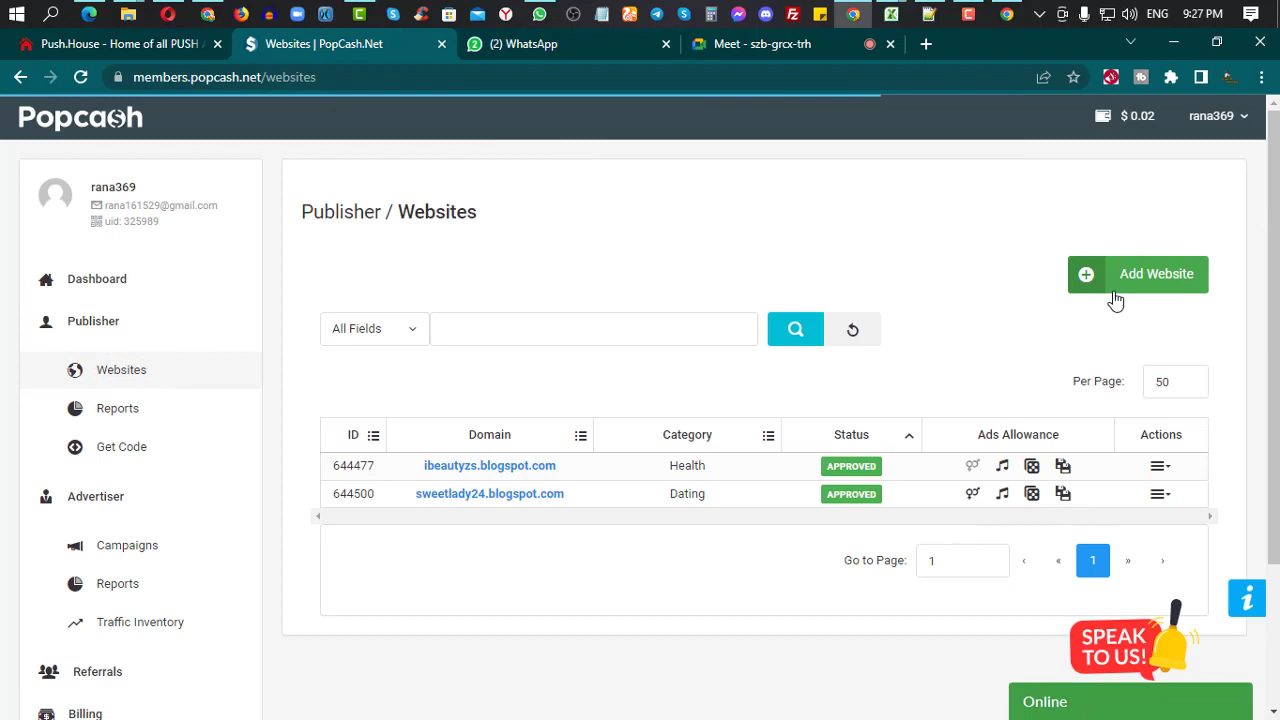 ENG 3:27 PM
Push.House - Home of all PUSH A
Websites | PopCash.Net
(2) WhatsApp
Meet - szb-grcx-trh
members.popcash.net/websites
Popcash
$ 0.02
rana369
rana369
rana161529@gmail.com
uid: 325989
Dashboard
Publisher
Websites
Reports
Get Code
Advertiser
Campaigns
Reports
Traffic Inventory
Referrals
Billing
Publisher / Websites
Add Website
All Fields
Per Page: 50
ID Domain Category Status Ads Allowance Actions
644477 ibeautyzs.blogspot.com Health APPROVED
644500 sweetlady24.blogspot.com Dating APPROVED
Go to Page: 1 ‹ « 1 » ›
SPEAK
TO US!
Online